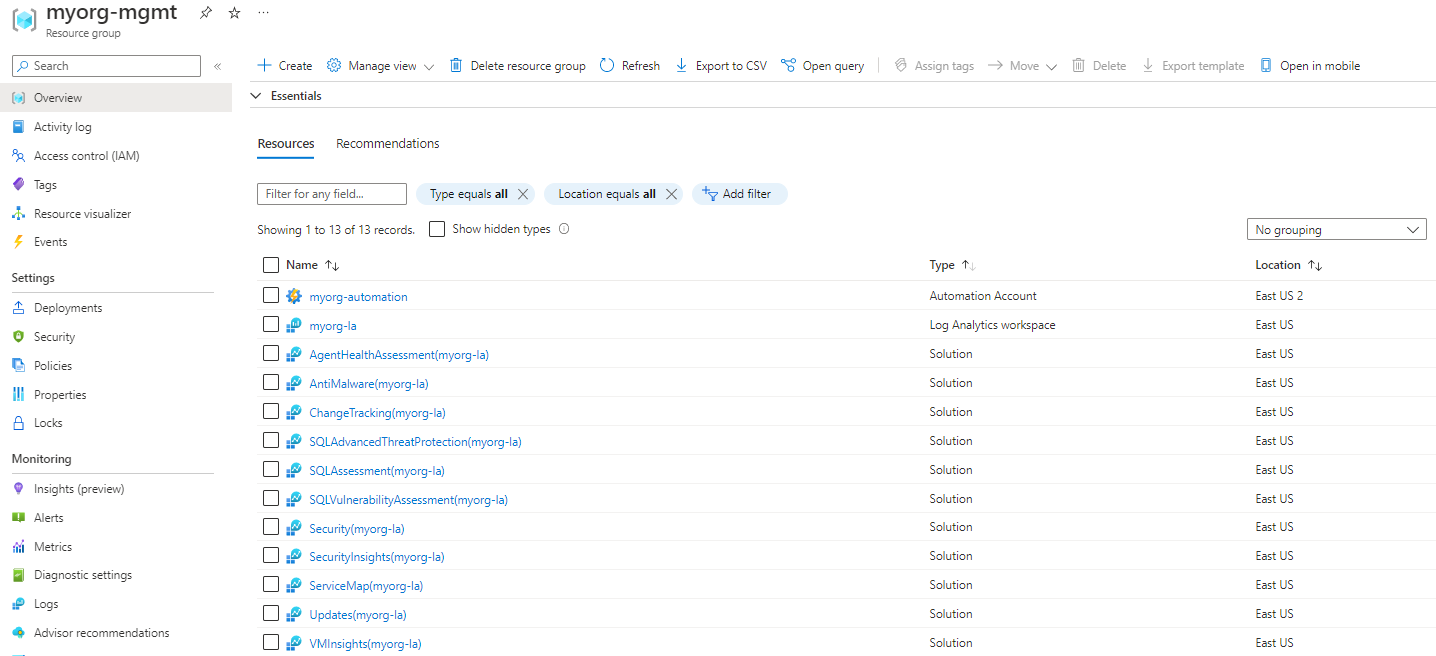 myorg-mgmt
Resource group
Search
Overview
Activity log
Access control (IAM)
Tags
Resource visualizer
Events
Settings
Deployments
Security
Policies
Properties
Locks
Monitoring
Insights (preview)
Alerts
Metrics
Diagnostic settings
Logs
Advisor recommendations
Create Manage view Delete resource group Refresh Export to CSV Open query Assign tags Move Delete Export template Open in mobile
Essentials
Resources Recommendations
Filter for any field... Type equals all Location equals all Add filter
Showing 1 to 13 of 13 records. Show hidden types No grouping
Name Type Location
myorg-automation Automation Account East US 2
myorg-la Log Analytics workspace East US
AgentHealthAssessment(myorg-la) Solution East US
AntiMalware(myorg-la) Solution East US
ChangeTracking(myorg-la) Solution East US
SQLAdvancedThreatProtection(myorg-la) Solution East US
SQLAssessment(myorg-la) Solution East US
SQLVulnerabilityAssessment(myorg-la) Solution East US
Security(myorg-la) Solution East US
SecurityInsights(myorg-la) Solution East US
ServiceMap(myorg-la) Solution East US
Updates(myorg-la) Solution East US
VMInsights(myorg-la) Solution East US